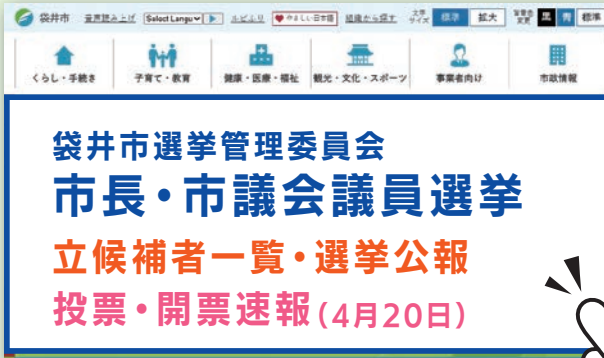 袋井市 音声読み上げ Select Langu ふりがな やさしい日本語 組織から探す 文字サイズ 標準 拡大 背景色変更 黒 青 標準
くらし・手続き 子育て・教育 健康・医療・福祉 観光・文化・スポーツ 事業者向け 市政情報
袋井市選挙管理委員会
市長・市議会議員選挙
立候補者一覧・選挙公報
投票・開票速報(4月20日)